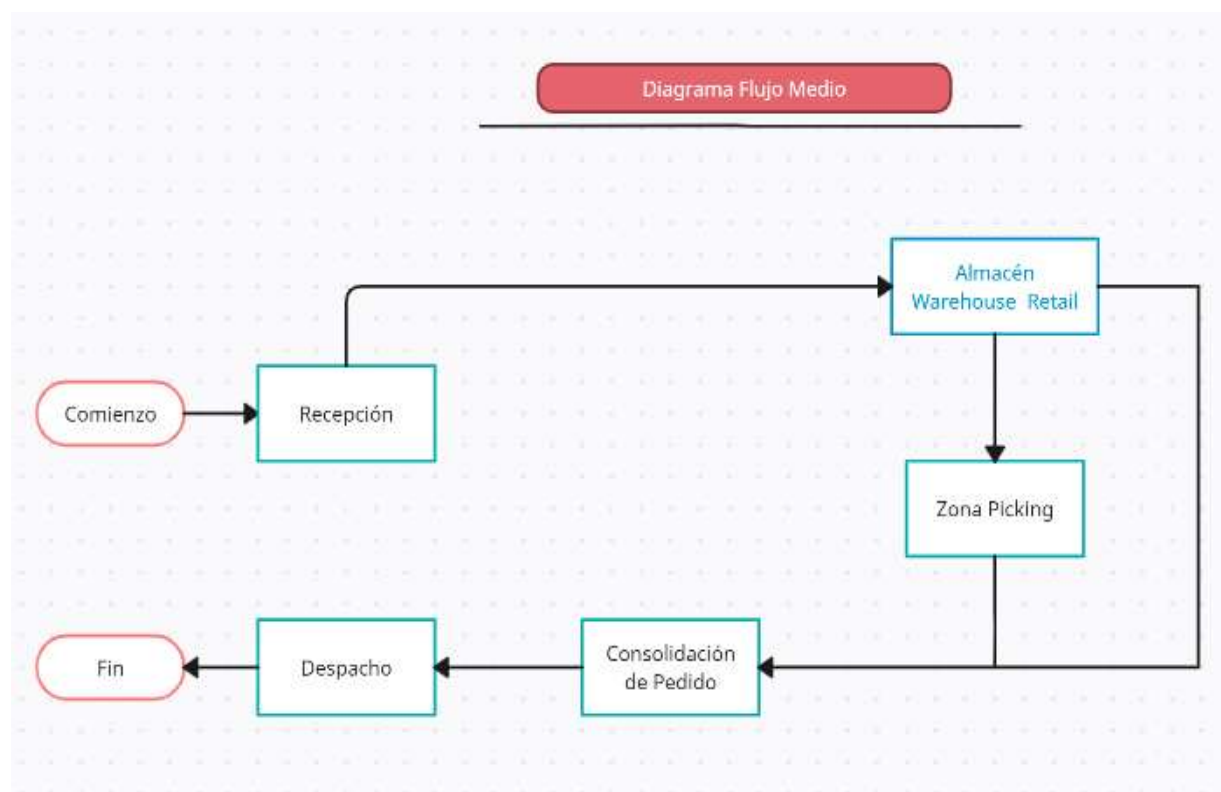 Diagrama Flujo Medio
Almacén
Warehouse Retail
Comienzo
Recepción
Zona Picking
Fin
Despacho
Consolidación
de Pedido